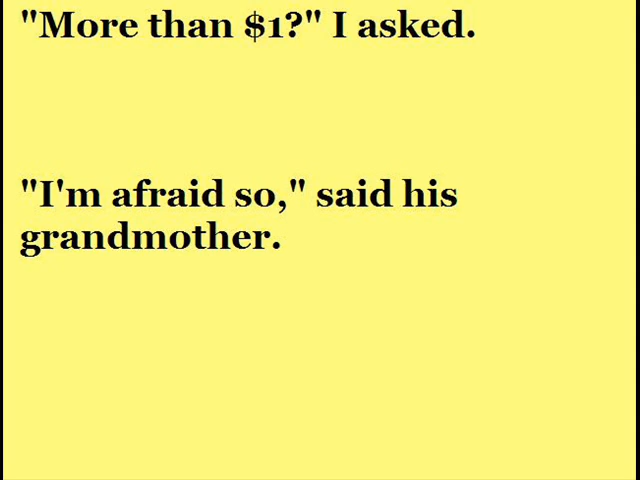 "More than $1?" I asked.
"I'm afraid so," said his
grandmother.